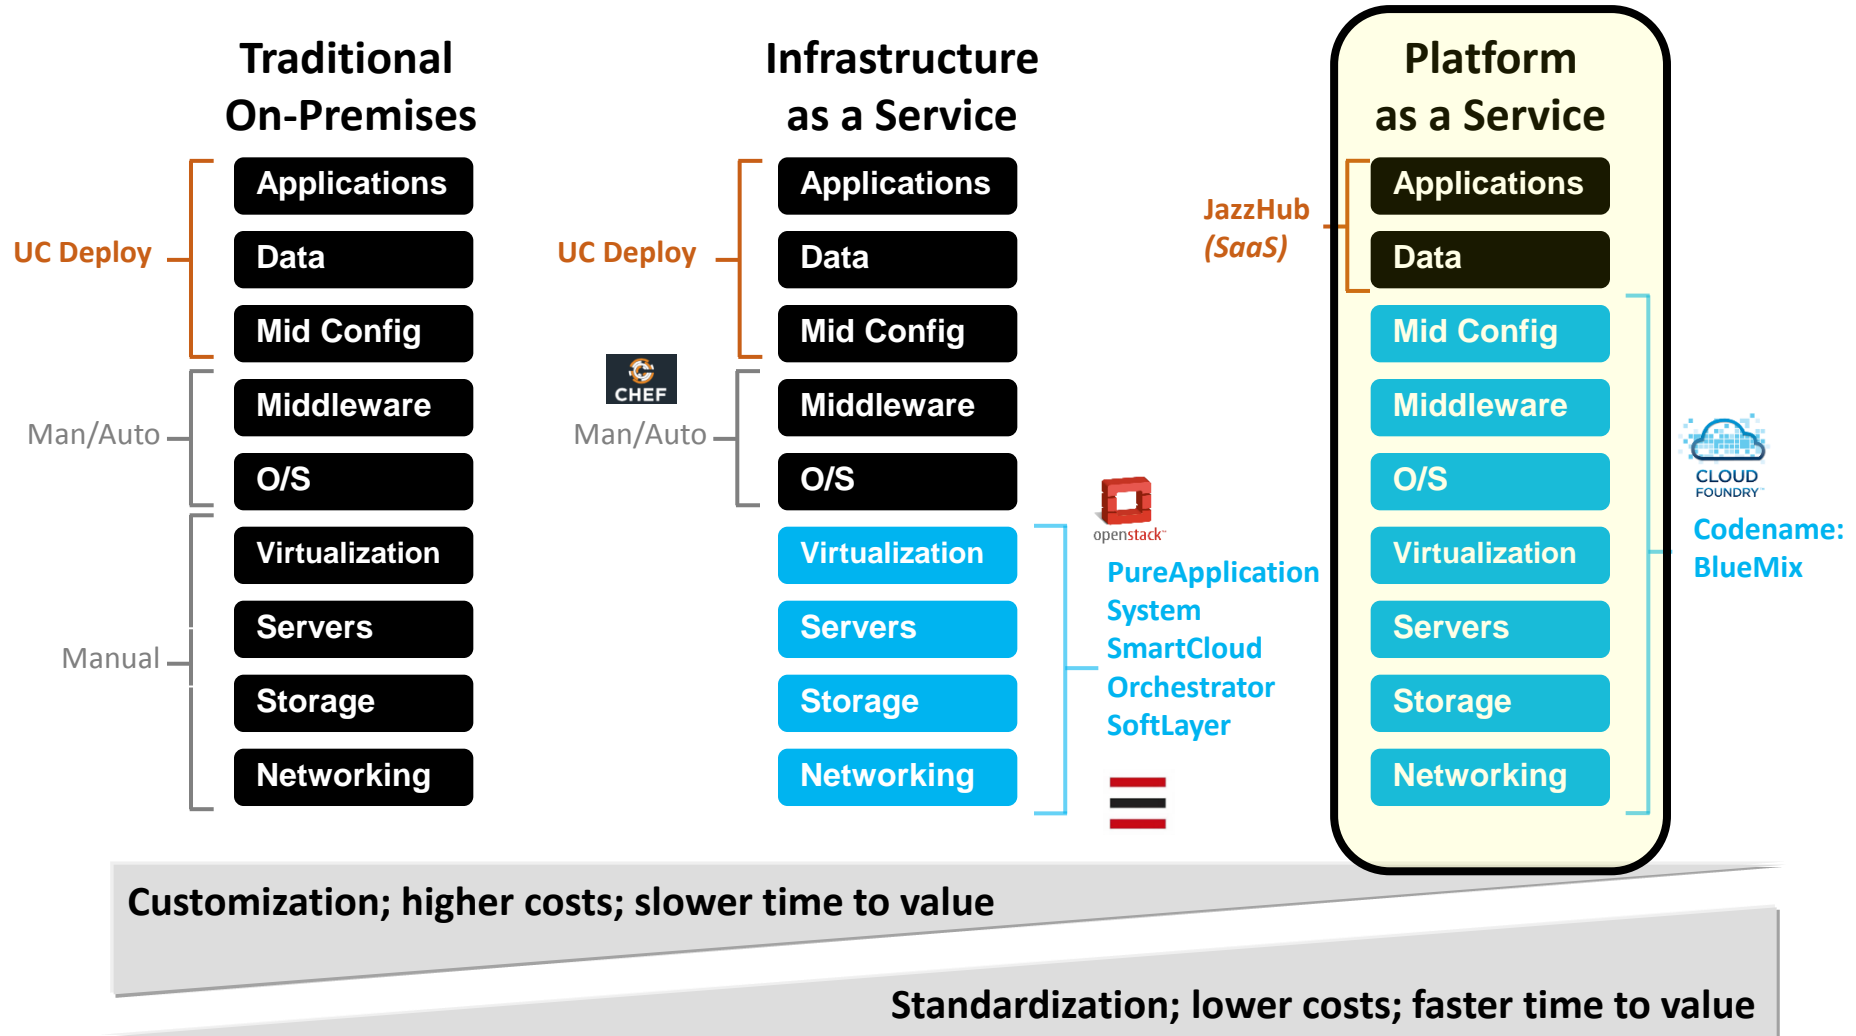 Traditional
On-Premises
UC Deploy
Man/Auto
Manual
Applications
Data
Mid Config
Middleware
O/S
Virtualization
Servers
Storage
Networking
Infrastructure
as a Service
UC Deploy
CHEF
Man/Auto
Applications
Data
Mid Config
Middleware
O/S
Virtualization
Servers
Storage
Networking
openstack™
PureApplication
System
SmartCloud
Orchestrator
SoftLayer
Platform
as a Service
JazzHub
(SaaS)
Applications
Data
Mid Config
Middleware
O/S
Virtualization
Servers
Storage
Networking
CLOUD
FOUNDRY™
Codename:
BlueMix
Customization; higher costs; slower time to value
Standardization; lower costs; faster time to value